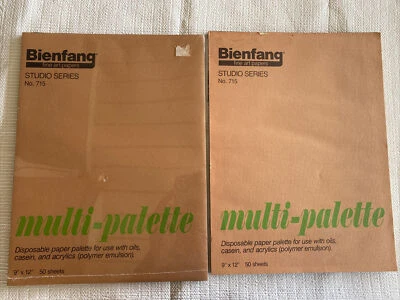 Bienfang
fine art papers
STUDIO SERIES
No. 715
multi-palette
Disposable paper palette for use with oils,
casein, and acrylics (polymer emulsion).
9" x 12" 50 sheets
Bienfang
fine art papers
STUDIO SERIES
No. 715
multi-palette
Disposable paper palette for use with oils,
casein, and acrylics (polymer emulsion).
9" x 12" 50 sheets